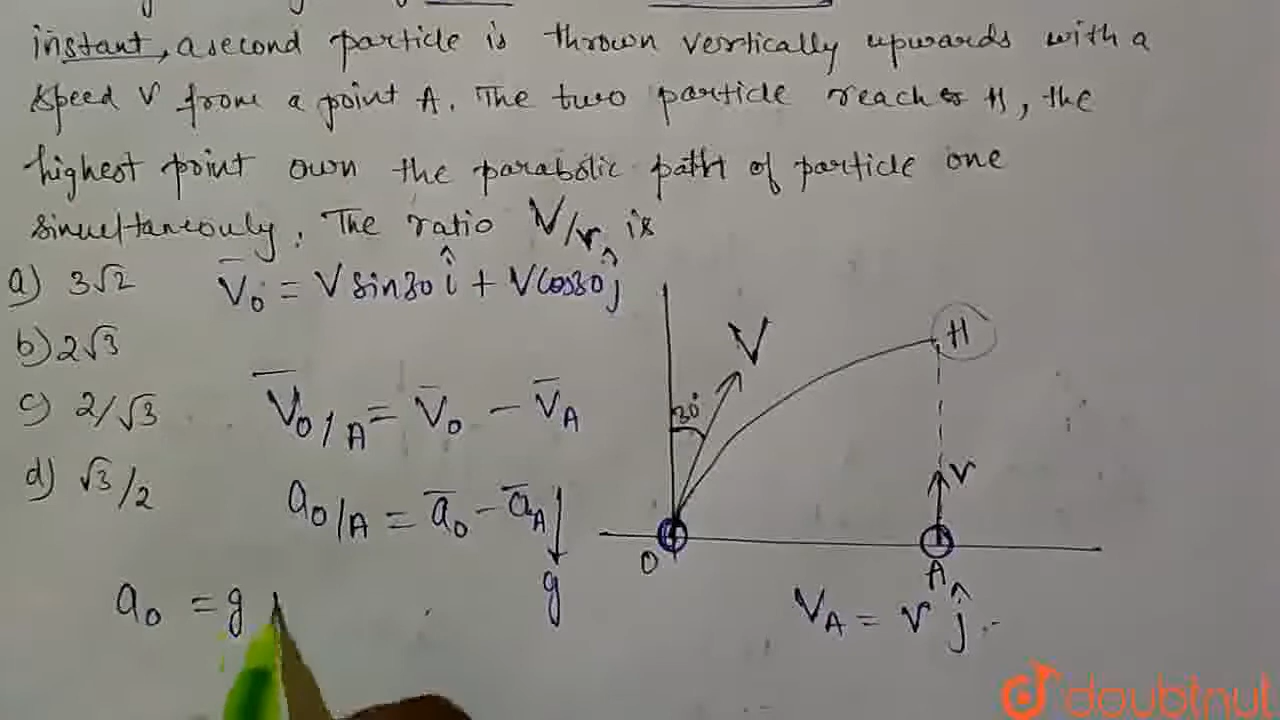 instant, a second particle is thrown vertically upwards with a
speed V from a point A. The two particle reaches H, the
highest point own the parabolic path of particle one
simultaneouly. The ratio V/v is
a) 3√2
V̄₀ = V sin30 î + V cos30 ĵ
b) 2√3
c) 2/√3
d) √3/2
V̄₀/A = V̄₀ - V̄A
a₀/A = ā₀ - āA
g
a₀ = g
V
30°
H
v
O
A
VA = v ĵ
doubtnut